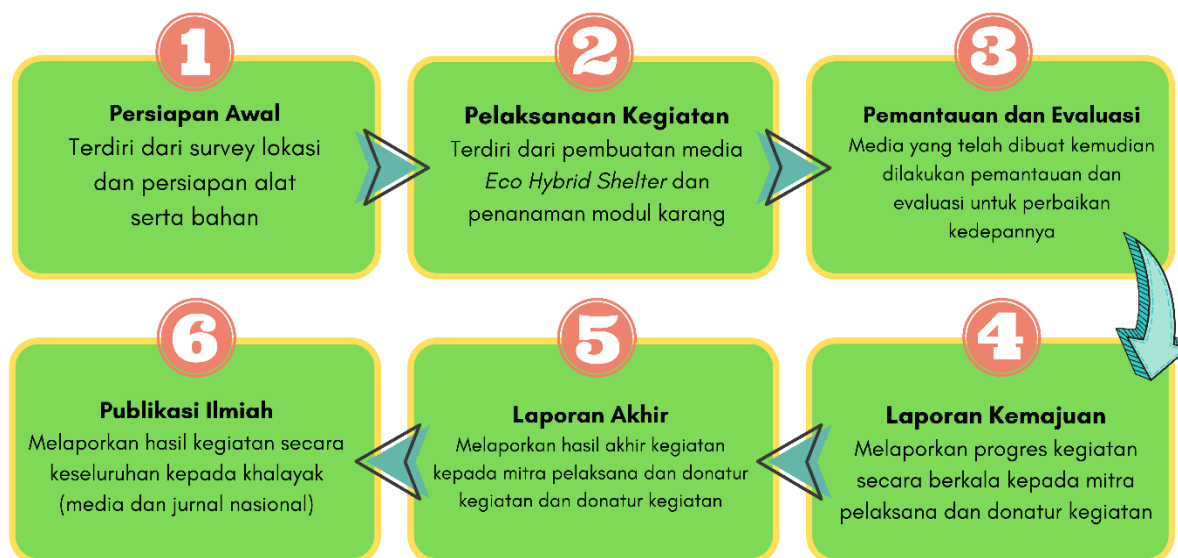 1
Persiapan Awal
Terdiri dari survey lokasi
dan persiapan alat
serta bahan
2
Pelaksanaan Kegiatan
Terdiri dari pembuatan media
Eco Hybrid Shelter dan
penanaman modul karang
3
Pemantauan dan Evaluasi
Media yang telah dibuat kemudian
dilakukan pemantauan dan
evaluasi untuk perbaikan
kedepannya
4
Laporan Kemajuan
Melaporkan progres kegiatan
secara berkala kepada mitra
pelaksana dan donatur kegiatan
5
Laporan Akhir
Melaporkan hasil akhir kegiatan
kepada mitra pelaksana dan donatur
kegiatan dan donatur kegiatan
6
Publikasi Ilmiah
Melaporkan hasil kegiatan secara
keseluruhan kepada khalayak
(media dan jurnal nasional)